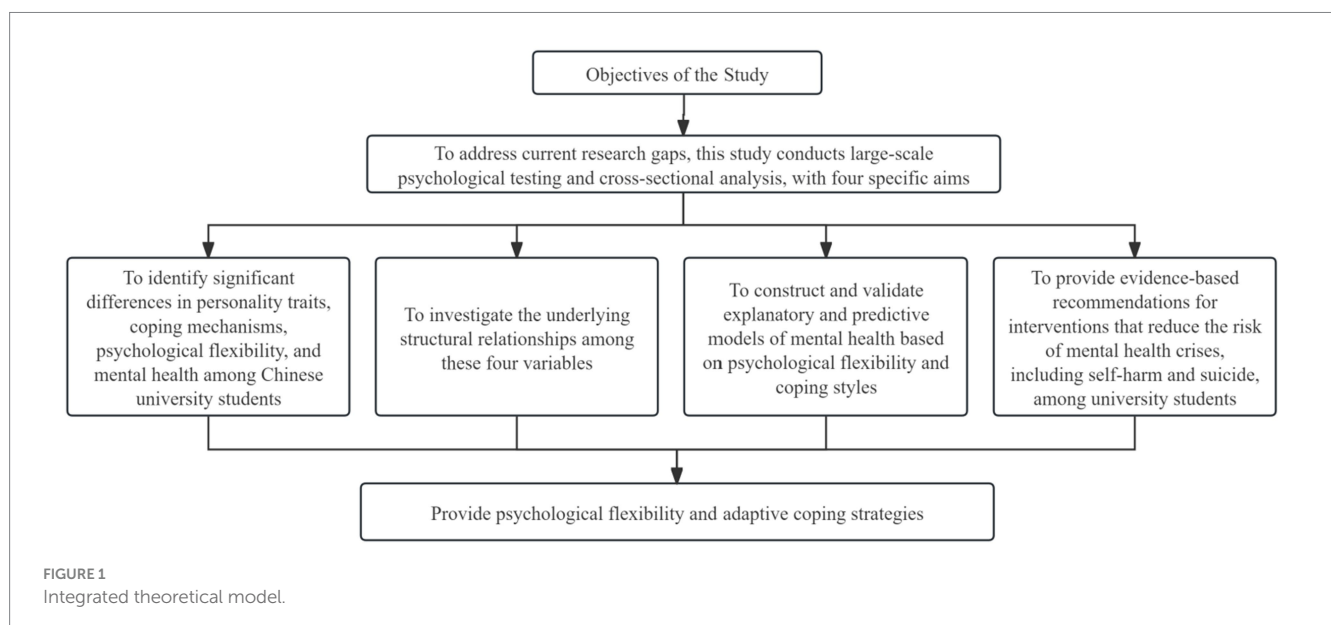 Objectives of the Study
To address current research gaps, this study conducts large-scale
psychological testing and cross-sectional analysis, with four specific aims
To identify significant
differences in personality traits,
coping mechanisms,
psychological flexibility, and
mental health among Chinese
university students
To investigate the underlying
structural relationships among
these four variables
To construct and validate
explanatory and predictive
models of mental health based
on psychological flexibility and
coping styles
To provide evidence-based
recommendations for
interventions that reduce the risk
of mental health crises,
including self-harm and suicide,
among university students
Provide psychological flexibility and adaptive coping strategies
FIGURE 1
Integrated theoretical model.